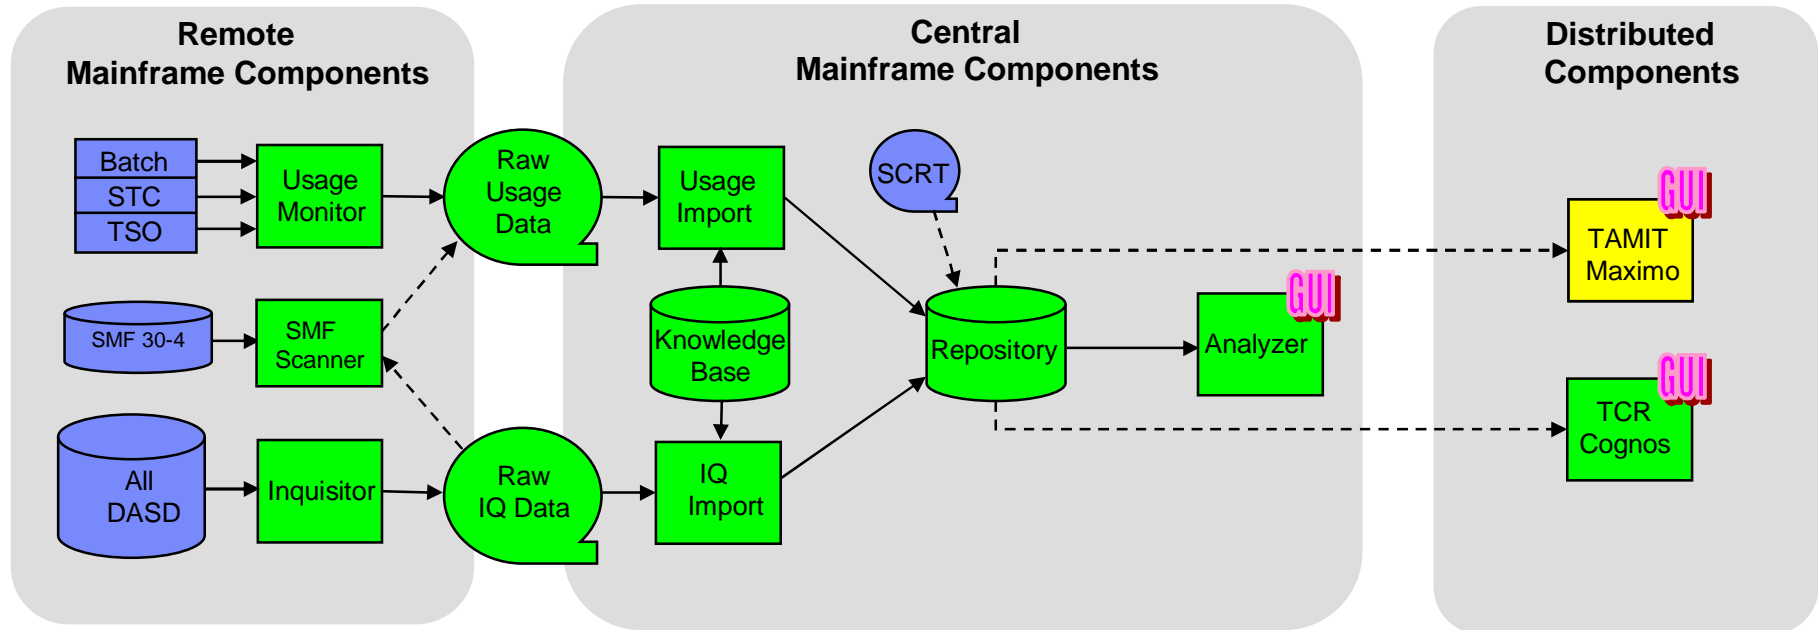 Remote
Mainframe Components
Central
Mainframe Components
Distributed
Components
Batch
STC
TSO
Usage
Monitor
Raw
Usage
Data
Usage
Import
SCRT
GUI
TAMIT
Maximo
SMF 30-4
SMF
Scanner
Knowledge
Base
Repository
GUI
Analyzer
GUI
TCR
Cognos
All
DASD
Inquisitor
Raw
IQ Data
IQ
Import